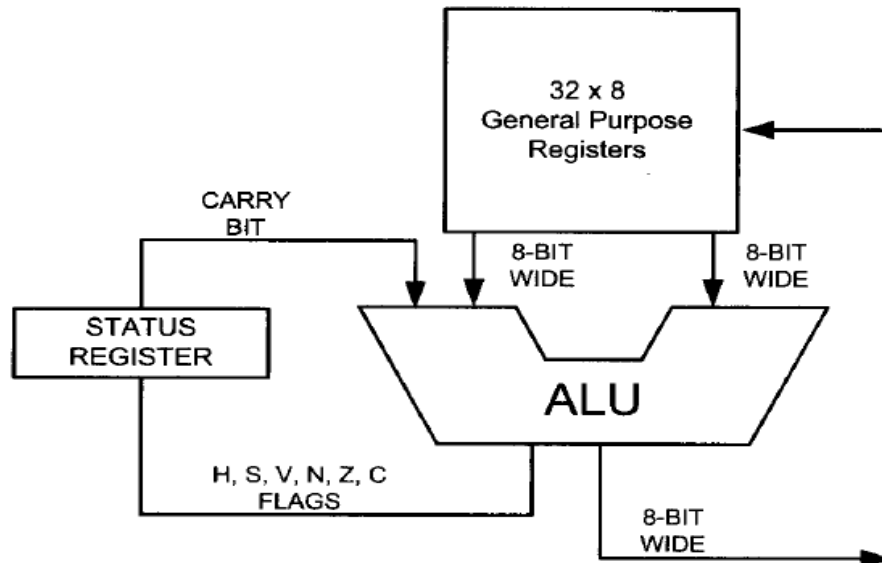 32 x 8
General Purpose
Registers
CARRY
BIT
8-BIT
WIDE
8-BIT
WIDE
STATUS
REGISTER
ALU
H, S, V, N, Z, C
FLAGS
8-BIT
WIDE